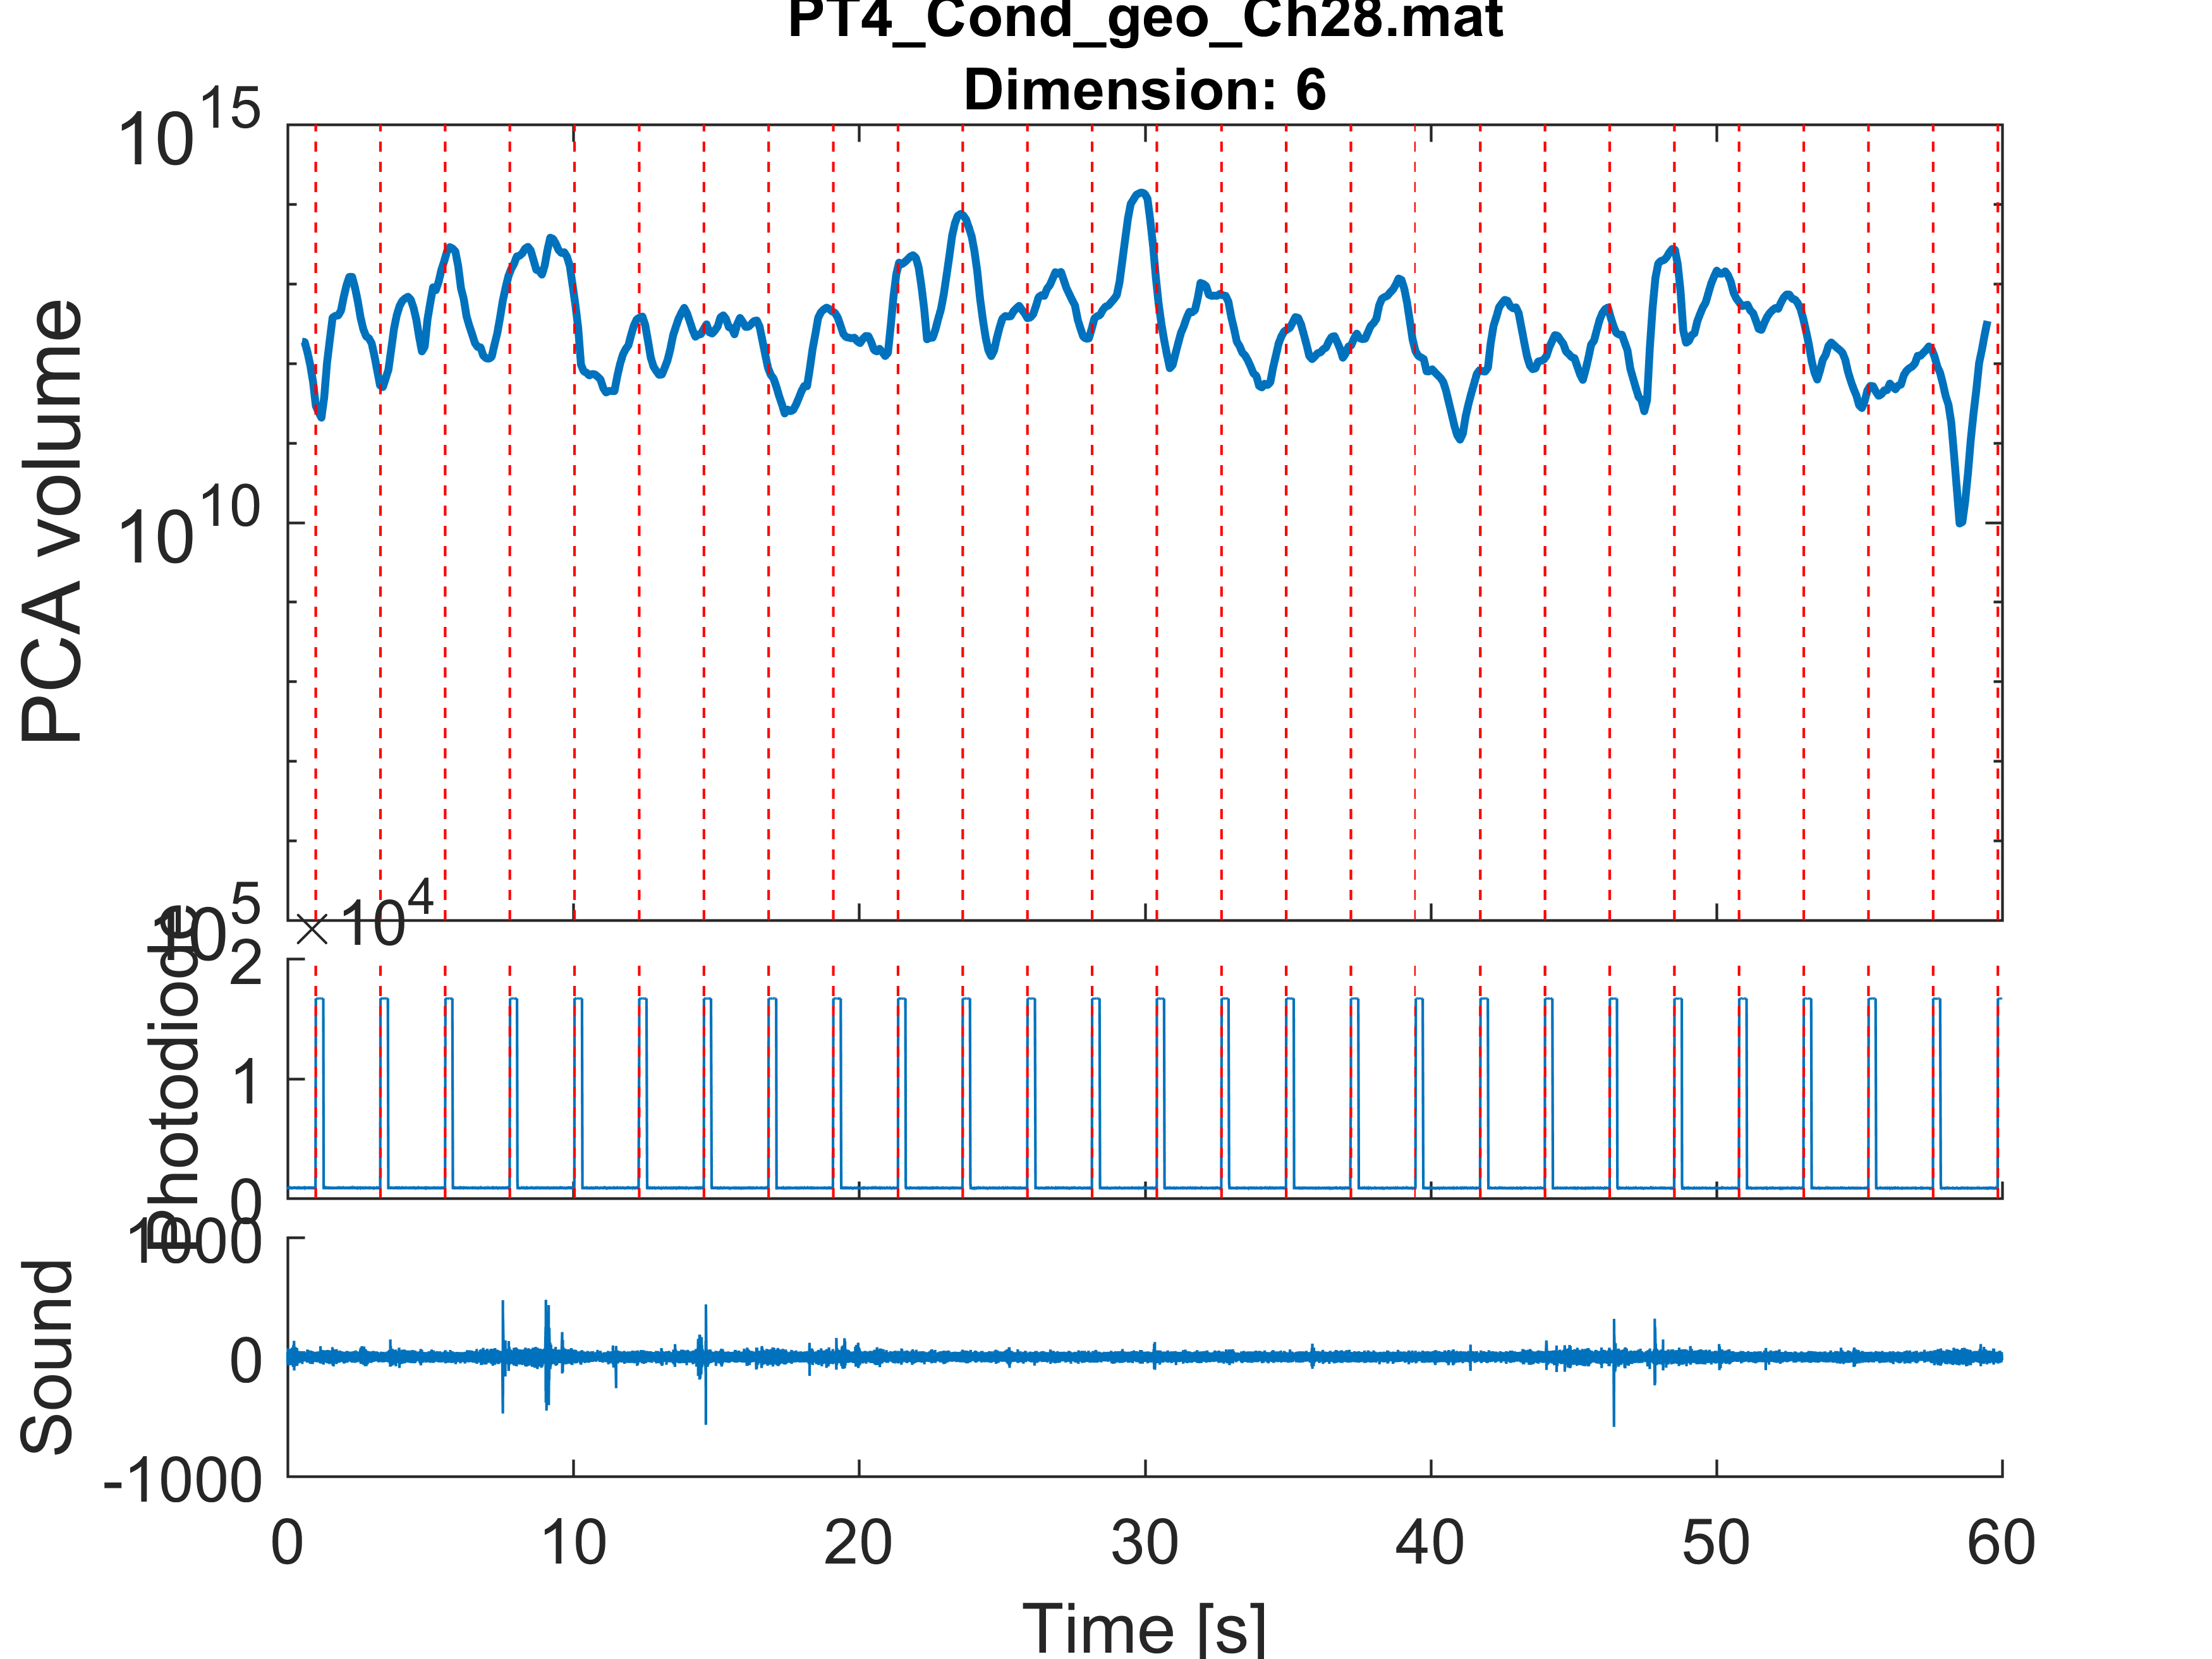 PT4_Cond_geo_Ch28.mat
Dimension: 6
10^15
10^10
10^5
PCA volume
×10^4
2
1
0
Photodiode
1000
0
-1000
Sound
0 10 20 30 40 50 60
Time [s]